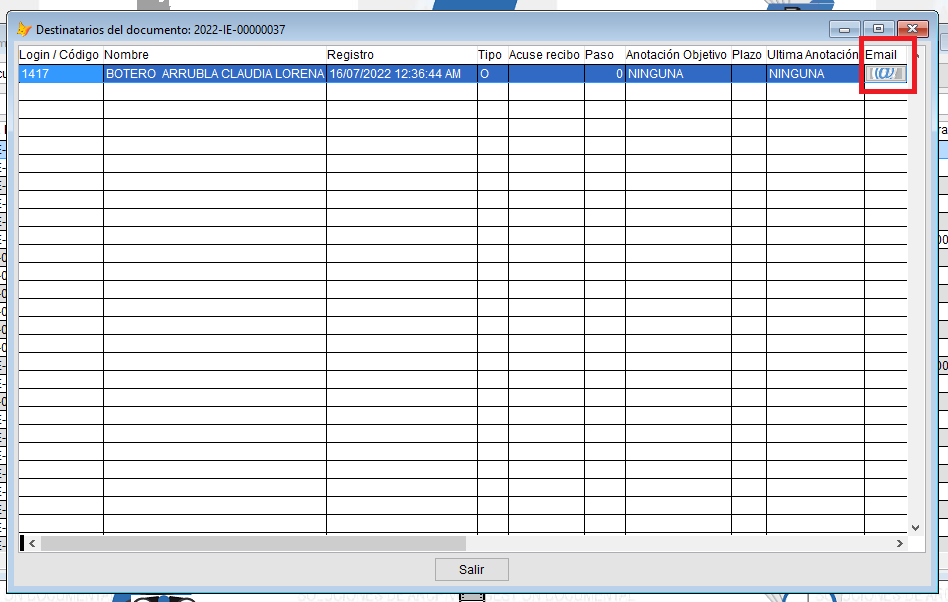 Destinatarios del documento: 2022-IE-00000037
Login / Código Nombre Registro Tipo Acuse recibo Paso Anotación Objetivo Plazo Ultima Anotación Email
1417 BOTERO ARRUBLA CLAUDIA LORENA 16/07/2022 12:36:44 AM O 0 NINGUNA NINGUNA (@)
Salir